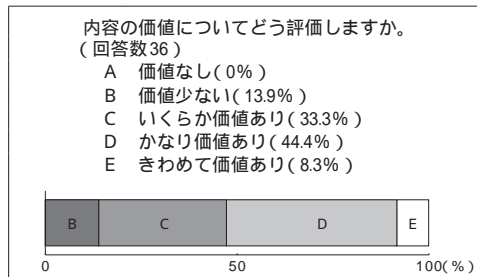 内容の価値についてどう評価しますか。
(回答数36)
A 価値なし(0%)
B 価値少ない(13.9%)
C いくらか価値あり(33.3%)
D かなり価値あり(44.4%)
E きわめて価値あり(8.3%)
B C D E
0 50 100(%)